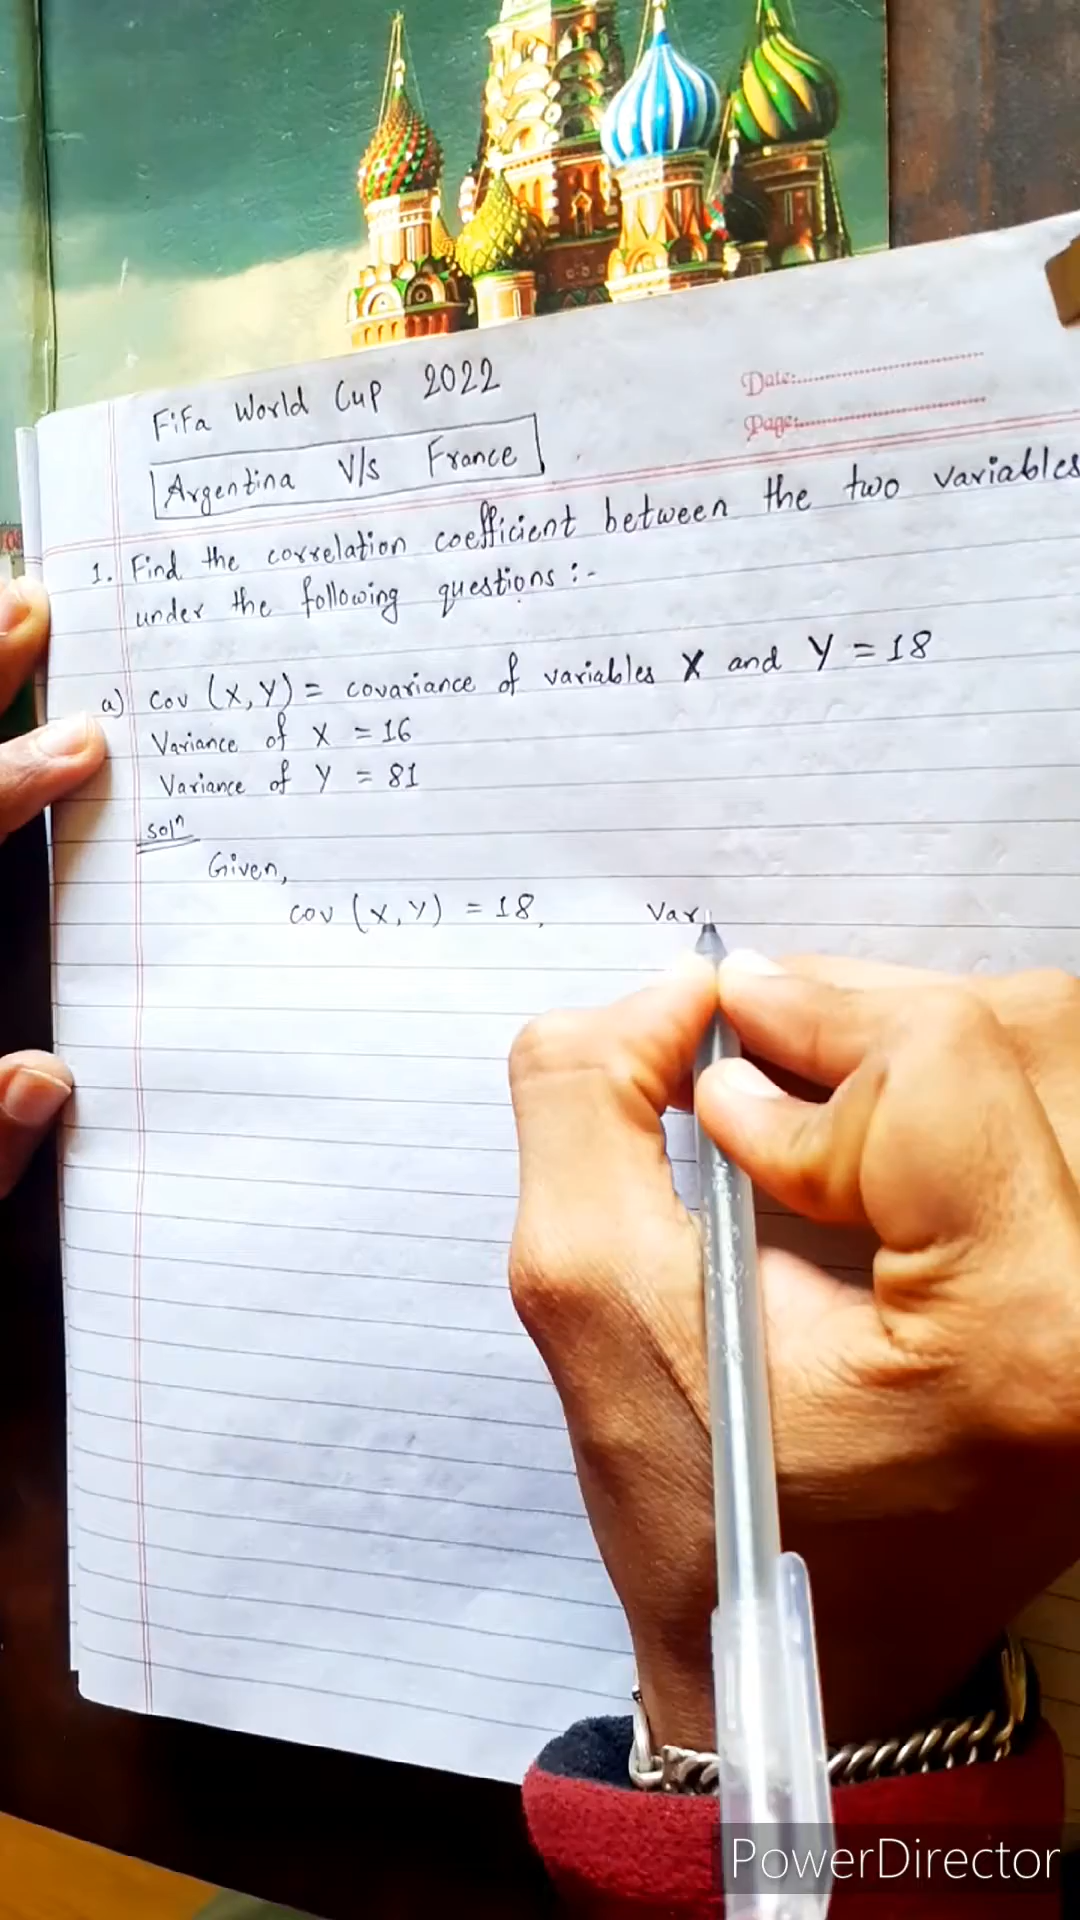 FiFa World Cup 2022
Argentina V/s France
Date:
Page:
1. Find the correlation coefficient between the two variables
under the following questions :-
a) Cov (X,Y) = covariance of variables X and Y = 18
Variance of X = 16
Variance of Y = 81
Solⁿ
Given,
cov (X,Y) = 18,
Var
PowerDirector